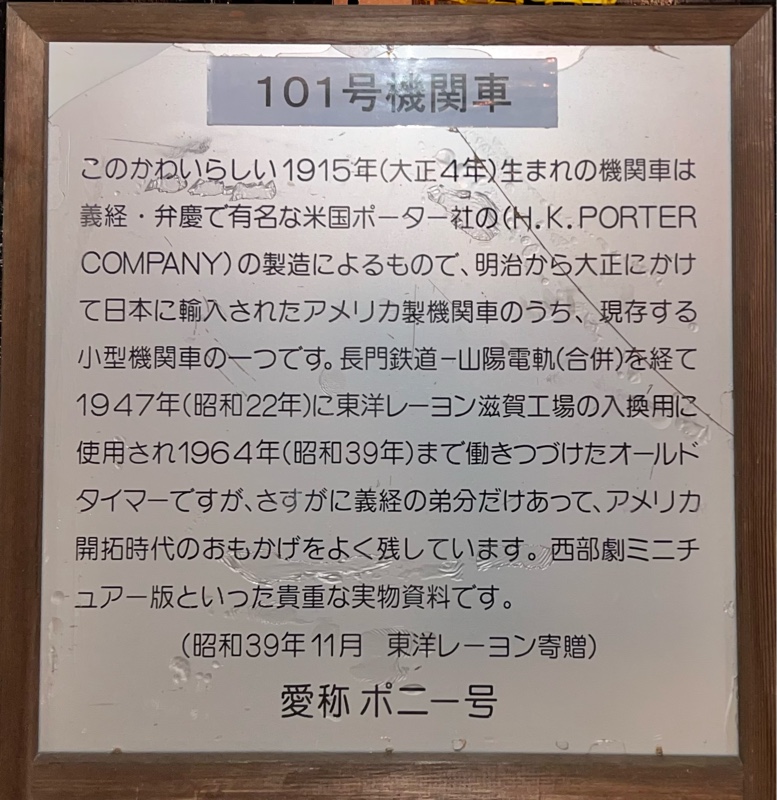 101号機関車
このかわいらしい1915年(大正4年)生まれの機関車は
義経・弁慶で有名な米国ポーター社の(H.K.PORTER
COMPANY)の製造によるもので、明治から大正にかけ
て日本に輸入されたアメリカ製機関車のうち、現存する
小型機関車の一つです。長門鉄道−山陽電軌(合併)を経て
1947年(昭和22年)に東洋レーヨン滋賀工場の入換用に
使用され1964年(昭和39年)まで働きつづけたオールド
タイマーですが、さすがに義経の弟分だけあって、アメリカ
開拓時代のおもかげをよく残しています。西部劇ミニチ
ュアー版といった貴重な実物資料です。
(昭和39年11月 東洋レーヨン寄贈)
愛称 ポニー号